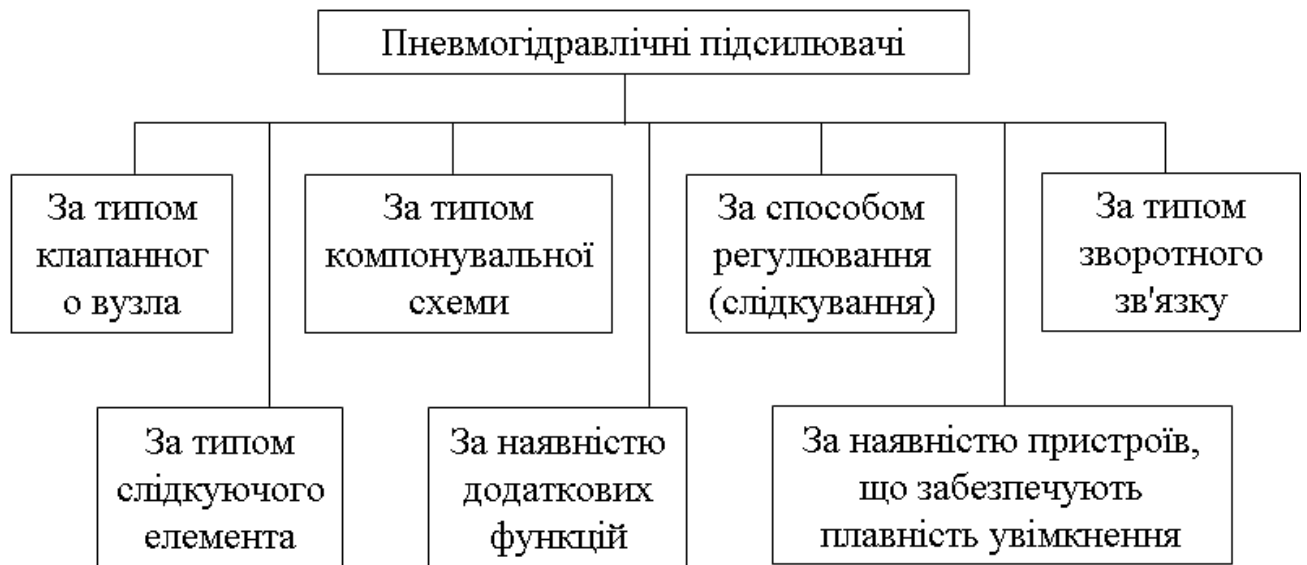 Пневмогідравлічні підсилювачі
За типом
клапанног
о вузла
За типом
компонувальної
схеми
За способом
регулювання
(слідкування)
За типом
зворотного
зв'язку
За типом
слідкуючого
елемента
За наявністю
додаткових
функцій
За наявністю пристроїв,
що забезпечують
плавність увімкнення